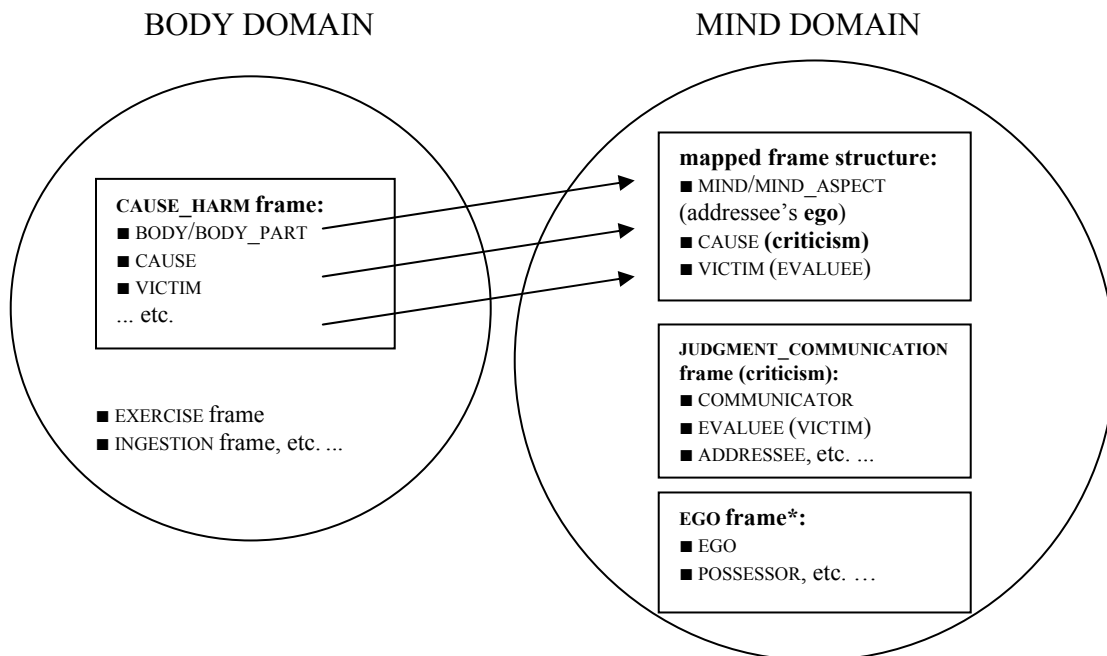 BODY DOMAIN
MIND DOMAIN
CAUSE_HARM frame:
■ BODY/BODY_PART
■ CAUSE
■ VICTIM
... etc.
■ EXERCISE frame
■ INGESTION frame, etc. ...
mapped frame structure:
■ MIND/MIND_ASPECT
(addressee’s ego)
■ CAUSE (criticism)
■ VICTIM (EVALUEE)
JUDGMENT_COMMUNICATION
frame (criticism):
■ COMMUNICATOR
■ EVALUEE (VICTIM)
■ ADDRESSEE, etc. ...
EGO frame*:
■ EGO
■ POSSESSOR, etc. …